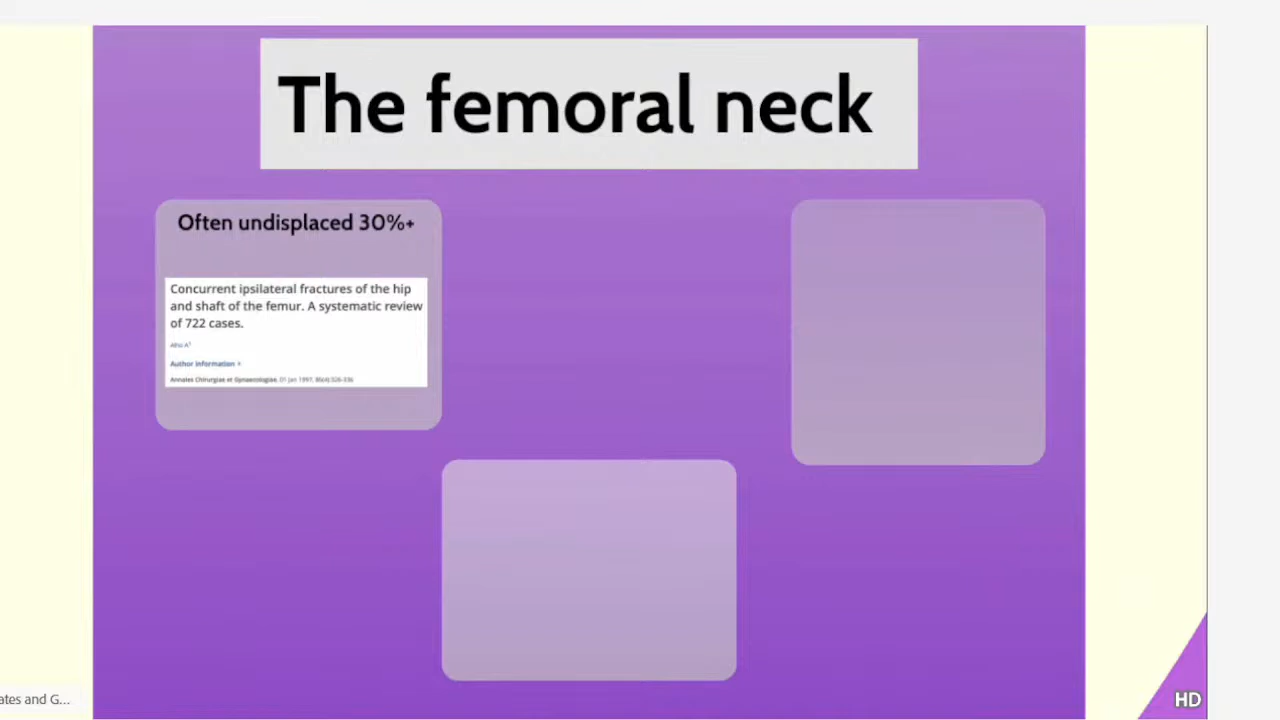 The femoral neck
Often undisplaced 30%+
Concurrent ipsilateral fractures of the hip
and shaft of the femur. A systematic review
of 722 cases.
Alho A¹
Author information +
Annales Chirurgiae et Gynaecologiae, 01 Jan 1997, 86(4):326-336
ates and G...
HD